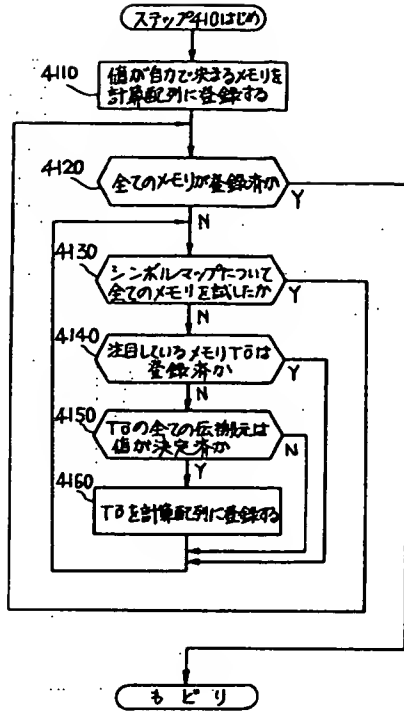 ステップ410はじめ
4110
値が自力で決まるメモリを
計算配列に登録する
4120
全てのメモリが登録済か
Y
N
4130
シンボルマップについて
全てのメモリを試したか
Y
N
4140
注目しているメモリTōは
登録済か
Y
N
4150
Tōの全ての伝搬元は
値が決定済か
N
Y
4160
Tōを計算配列に登録する
もどり